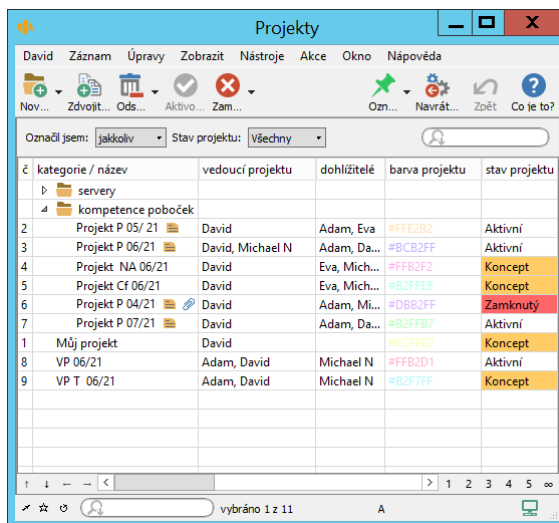 Projekty
David Záznam Úpravy Zobrazit Nástroje Akce Okno Nápověda
Nov... Zdvojit... Ods... Aktivo... Zam... Ozn... Navrát... Zpět Co je to?
Označil jsem: jakkoliv Stav projektu: Všechny
č kategorie / název vedoucí projektu dohlížitelé barva projektu stav projektu
servery
kompetence poboček
2 Projekt P 05/ 21 David Adam, Eva #FFE2B2 Aktivní
3 Projekt P 06/21 David, Michael N Adam, Da... #BCB2FF Aktivní
4 Projekt NA 06/21 David Eva, Mich... #FFB2F2 Koncept
5 Projekt Cf 06/21 David Eva, Mich... #B2FFE8 Koncept
6 Projekt P 04/21 David Adam, Mi... #DBB2FF Zamknutý
7 Projekt P 07/21 David Adam, Da... #B2FFB7 Aktivní
1 Můj projekt David Koncept
8 VP 06/21 Adam, David Michael N #FFB2D1 Aktivní
9 VP T 06/21 Adam, David Michael N #B2F7FF Koncept
1 2 3 4 5 ∞
vybráno 1 z 11 A